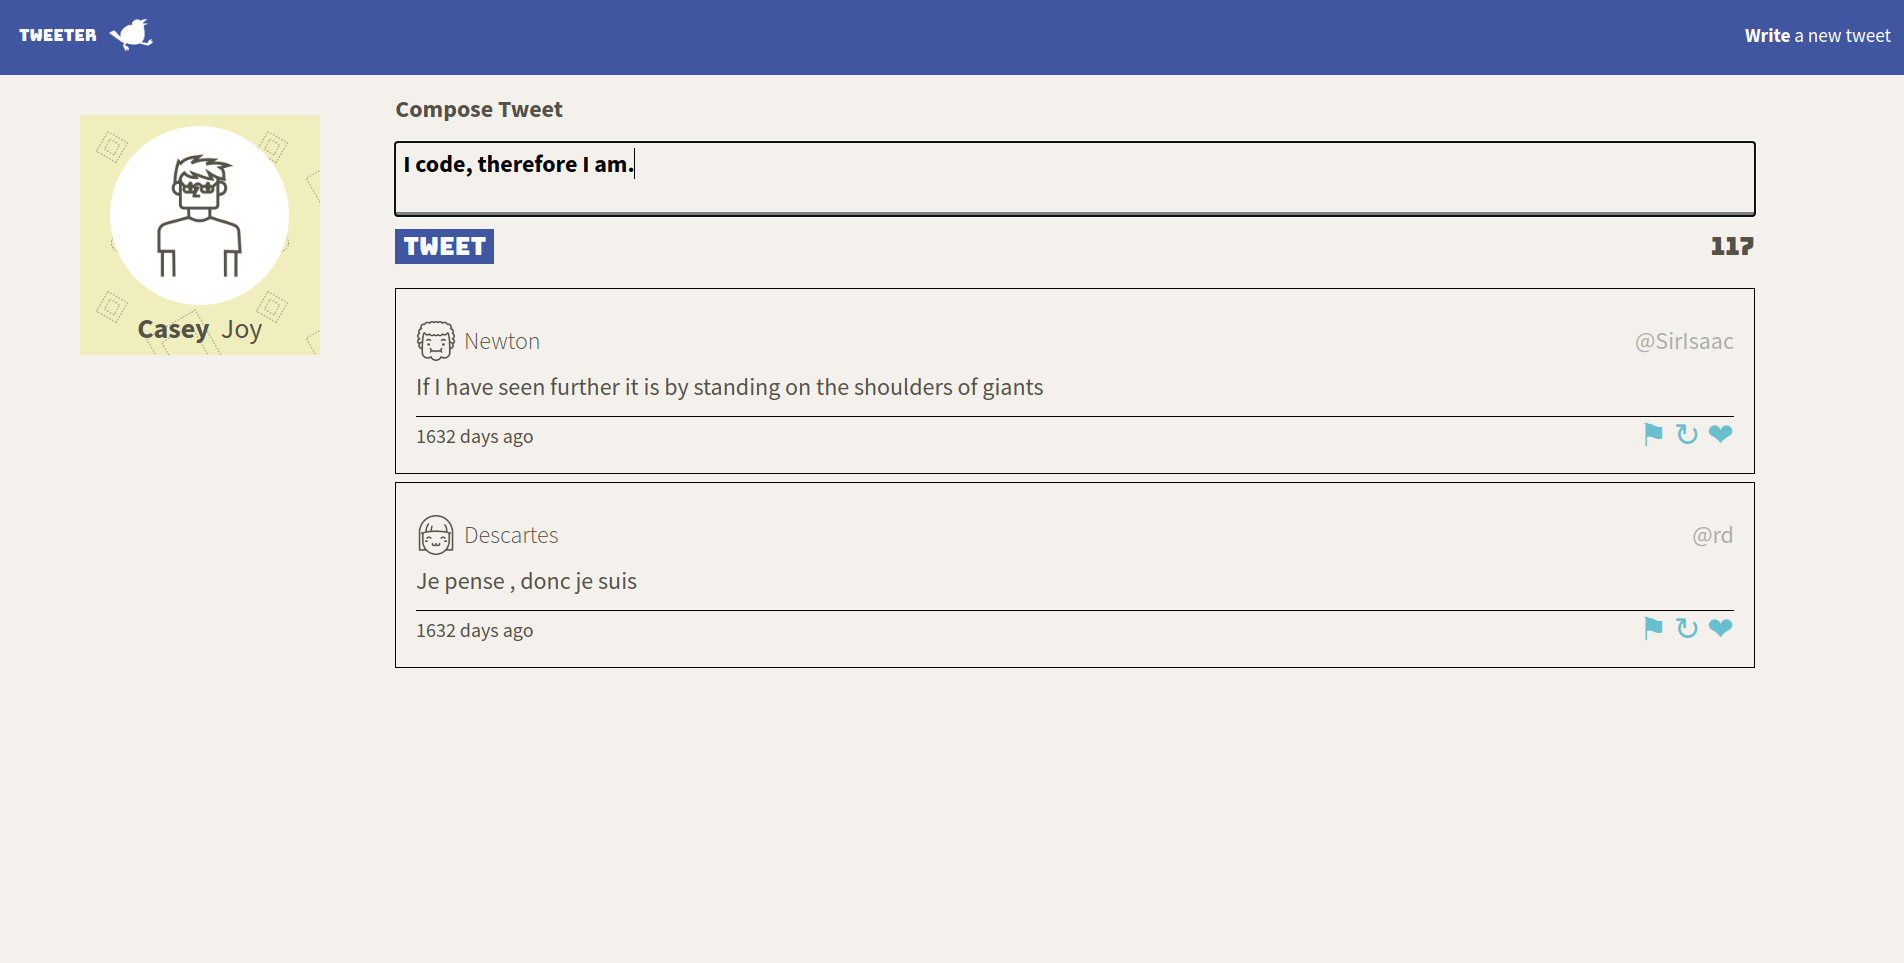 TWEETER
Write a new tweet
Casey Joy
Compose Tweet
I code, therefore I am.
TWEET
117
Newton
@SirIsaac
If I have seen further it is by standing on the shoulders of giants
1632 days ago
Descartes
@rd
Je pense , donc je suis
1632 days ago